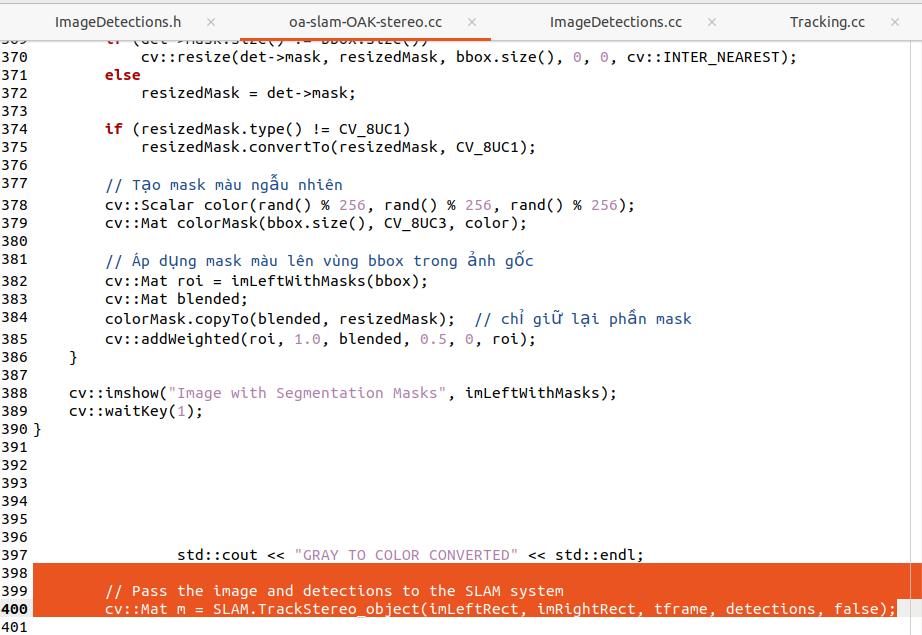 ImageDetections.h × oa-slam-OAK-stereo.cc × ImageDetections.cc × Tracking.cc ×
369 if (det->mask.size() != bbox.size())
370 cv::resize(det->mask, resizedMask, bbox.size(), 0, 0, cv::INTER_NEAREST);
371 else
372 resizedMask = det->mask;
373
374 if (resizedMask.type() != CV_8UC1)
375 resizedMask.convertTo(resizedMask, CV_8UC1);
376
377 // Tạo mask màu ngẫu nhiên
378 cv::Scalar color(rand() % 256, rand() % 256, rand() % 256);
379 cv::Mat colorMask(bbox.size(), CV_8UC3, color);
380
381 // Áp dụng mask màu lên vùng bbox trong ảnh gốc
382 cv::Mat roi = imLeftWithMasks(bbox);
383 cv::Mat blended;
384 colorMask.copyTo(blended, resizedMask); // chỉ giữ lại phần mask
385 cv::addWeighted(roi, 1.0, blended, 0.5, 0, roi);
386 }
387
388 cv::imshow("Image with Segmentation Masks", imLeftWithMasks);
389 cv::waitKey(1);
390 }
391
392
393
394
395
396
397 std::cout << "GRAY TO COLOR CONVERTED" << std::endl;
398
399 // Pass the image and detections to the SLAM system
400 cv::Mat m = SLAM.TrackStereo_object(imLeftRect, imRightRect, tframe, detections, false);
401